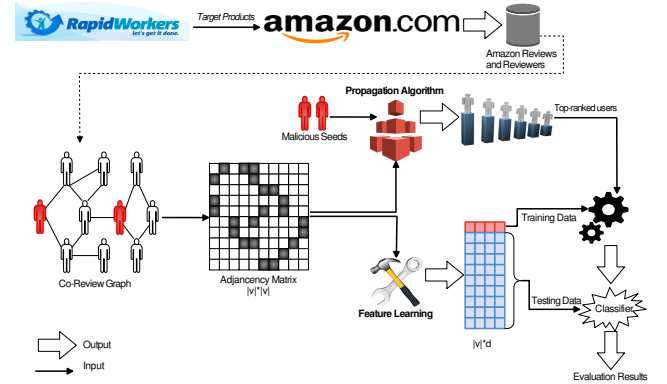 RapidWorkers
let's get it done.
Target Products
amazon.com
Amazon Reviews
and Reviewers
Propagation Algorithm
Malicious Seeds
Top-ranked users
Co-Review Graph
Adjancency Matrix
|v|*|v|
Feature Learning
Training Data
|v|*d
Testing Data
Classifier
Output
Input
Evaluation Results